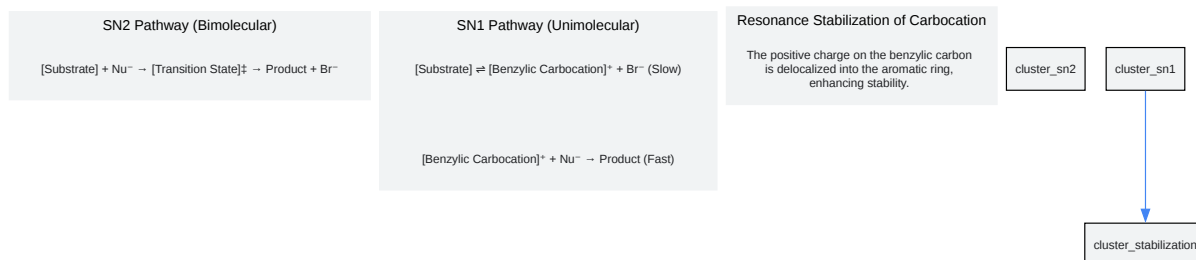 SN2 Pathway (Bimolecular)
[Substrate] + Nu⁻ → [Transition State]‡ → Product + Br⁻
SN1 Pathway (Unimolecular)
[Substrate] ⇌ [Benzylic Carbocation]⁺ + Br⁻ (Slow)
[Benzylic Carbocation]⁺ + Nu⁻ → Product (Fast)
Resonance Stabilization of Carbocation
The positive charge on the benzylic carbon
is delocalized into the aromatic ring,
enhancing stability.
cluster_sn2
cluster_sn1
cluster_stabilization